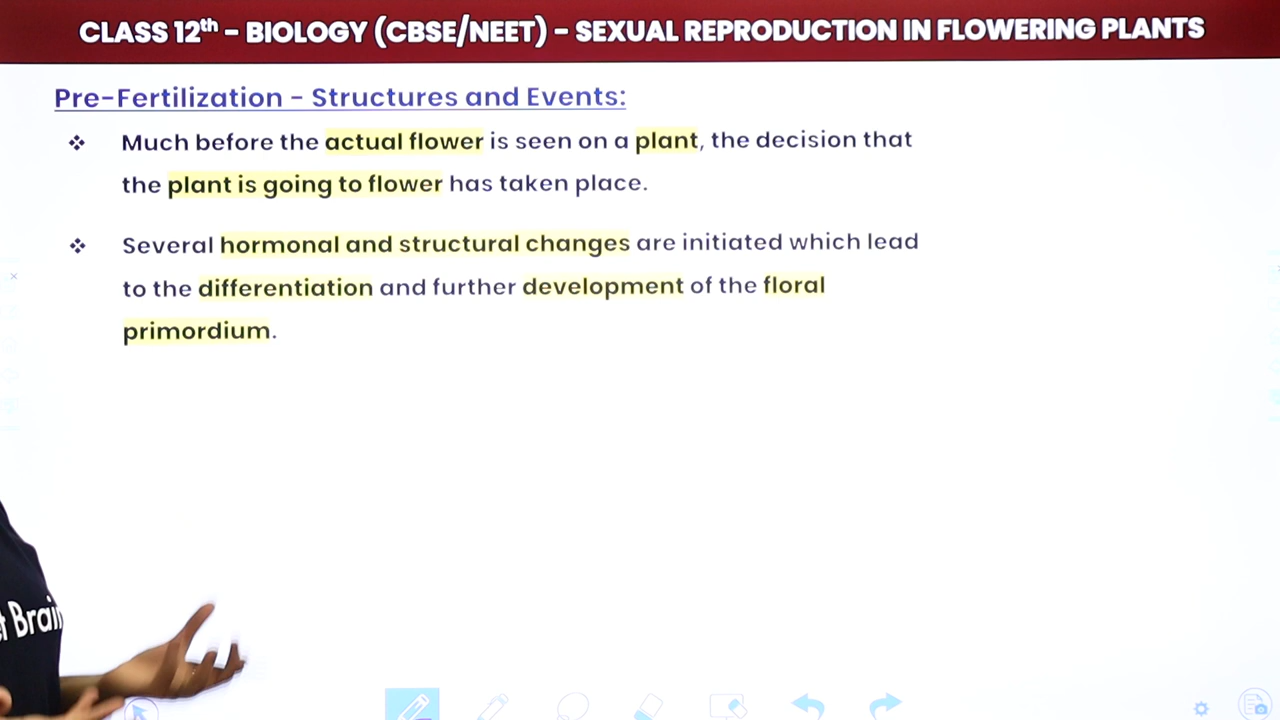 CLASS 12th – BIOLOGY (CBSE/NEET) – SEXUAL REPRODUCTION IN FLOWERING PLANTS
Pre-Fertilization – Structures and Events:
❖ Much before the actual flower is seen on a plant, the decision that
the plant is going to flower has taken place.
❖ Several hormonal and structural changes are initiated which lead
to the differentiation and further development of the floral
primordium.
Brain